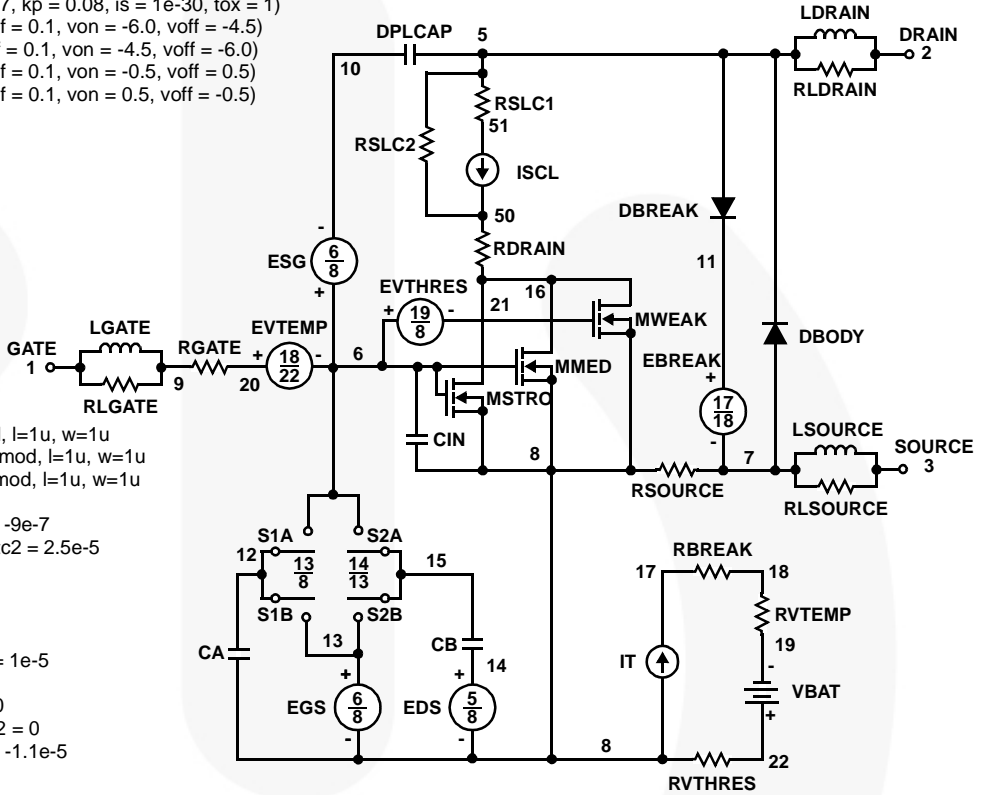 7, kp = 0.08, is = 1e-30, tox = 1)
f = 0.1, von = -6.0, voff = -4.5)
f = 0.1, von = -4.5, voff = -6.0)
f = 0.1, von = -0.5, voff = 0.5)
f = 0.1, von = 0.5, voff = -0.5)
LDRAIN
DPLCAP 5 DRAIN
10 2
RLDRAIN
RSLC1
51
RSLC2
ISCL
50
DBREAK
RDRAIN
11
-
ESG 6/8
+
EVTHRES
16
21
+ 19/8 -
MWEAK
LGATE EVTEMP
DBODY
GATE RGATE + 18/22 - 6
EBREAK
1 9 20
MMED
+
RLGATE
MSTRO
17/18
-
LSOURCE
CIN
8 7 SOURCE
3
RSOURCE
RLSOURCE
, l=1u, w=1u
mod, l=1u, w=1u
mod, l=1u, w=1u
-9e-7
c2 = 2.5e-5
= 1e-5
2 = 0
-1.1e-5
S1A S2A
12 13/8 14/13 15
S1B S2B
13
CA
CB
+ + 14
EGS 6/8 EDS 5/8
- -
RBREAK
17 18
RVTEMP
19
IT
-
VBAT
+
8 22
RVTHRES